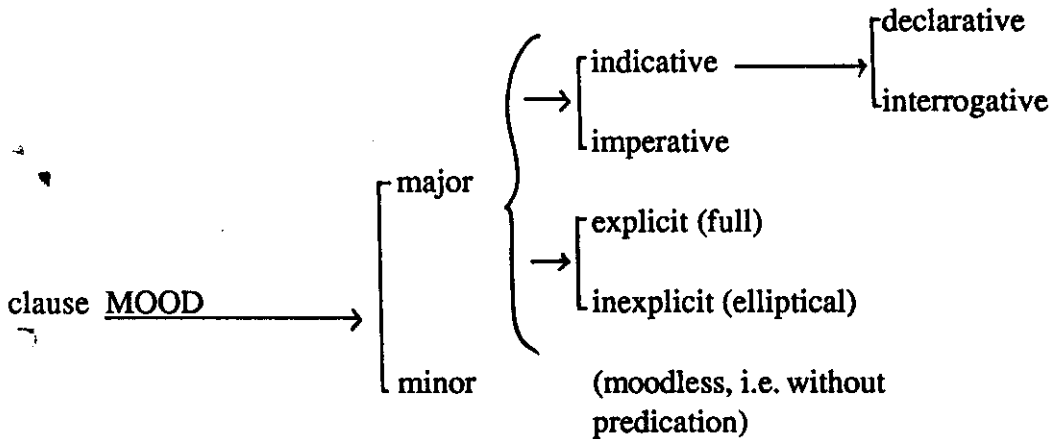 declarative
indicative
interrogative
imperative
major
explicit (full)
clause MOOD
inexplicit (elliptical)
minor
(moodless, i.e. without
predication)